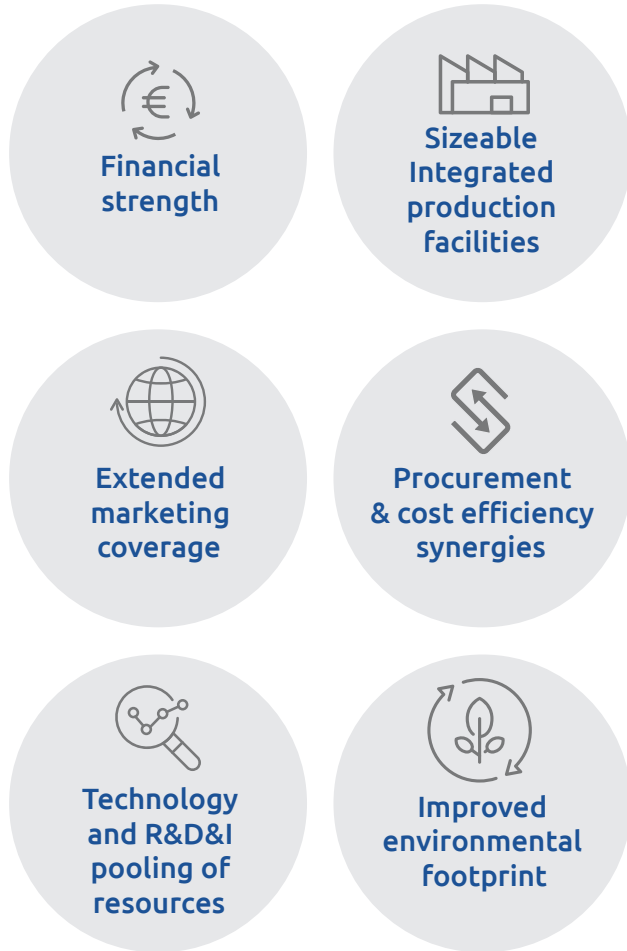 Financial
strength
Sizeable
Integrated
production
facilities
Extended
marketing
coverage
Procurement
& cost efficiency
synergies
Technology
and R&D&I
pooling of
resources
Improved
environmental
footprint